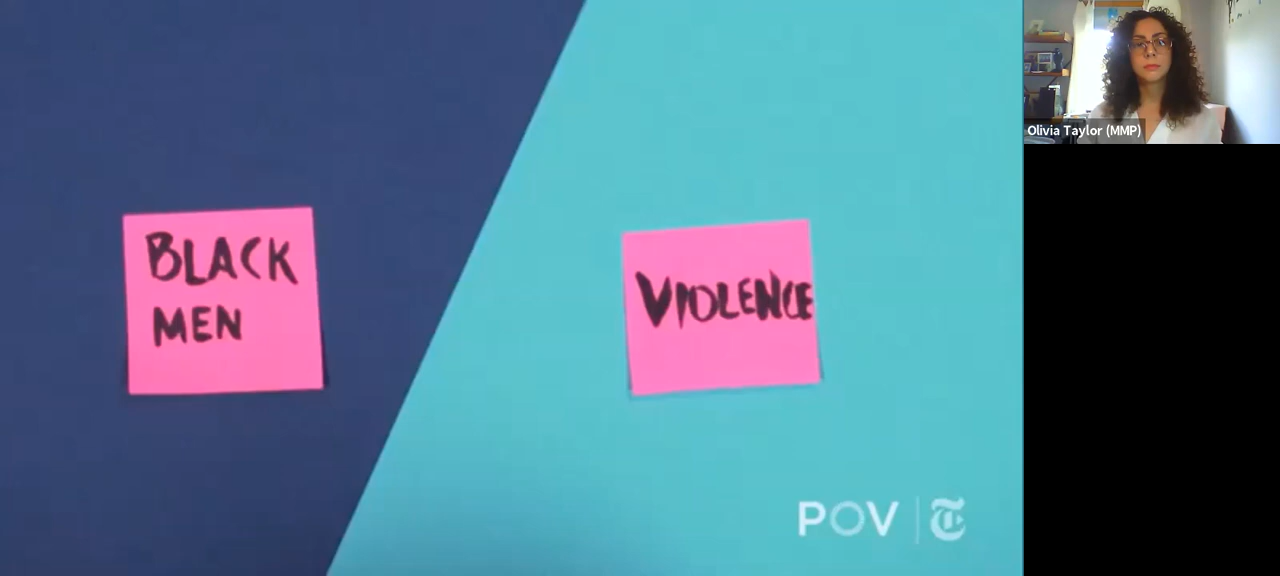 BLACK
MEN
VIOLENCE
POV | T
Olivia Taylor (MMP)